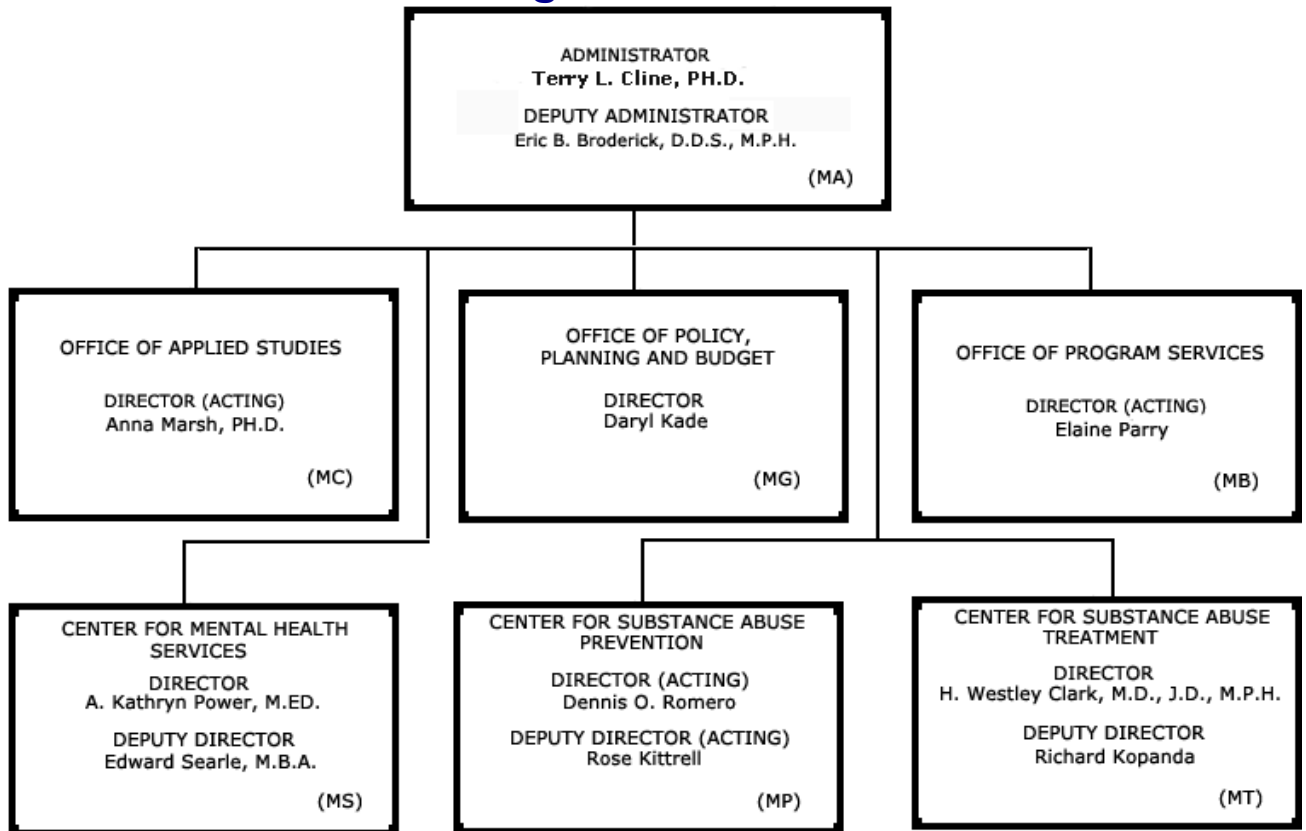 ADMINISTRATOR
Terry L. Cline, PH.D.
DEPUTY ADMINISTRATOR
Eric B. Broderick, D.D.S., M.P.H.
(MA)
OFFICE OF APPLIED STUDIES
DIRECTOR (ACTING)
Anna Marsh, PH.D.
(MC)
OFFICE OF POLICY,
PLANNING AND BUDGET
DIRECTOR
Daryl Kade
(MG)
OFFICE OF PROGRAM SERVICES
DIRECTOR (ACTING)
Elaine Parry
(MB)
CENTER FOR MENTAL HEALTH
SERVICES
DIRECTOR
A. Kathryn Power, M.ED.
DEPUTY DIRECTOR
Edward Searle, M.B.A.
(MS)
CENTER FOR SUBSTANCE ABUSE
PREVENTION
DIRECTOR (ACTING)
Dennis O. Romero
DEPUTY DIRECTOR (ACTING)
Rose Kittrell
(MP)
CENTER FOR SUBSTANCE ABUSE
TREATMENT
DIRECTOR
H. Westley Clark, M.D., J.D., M.P.H.
DEPUTY DIRECTOR
Richard Kopanda
(MT)